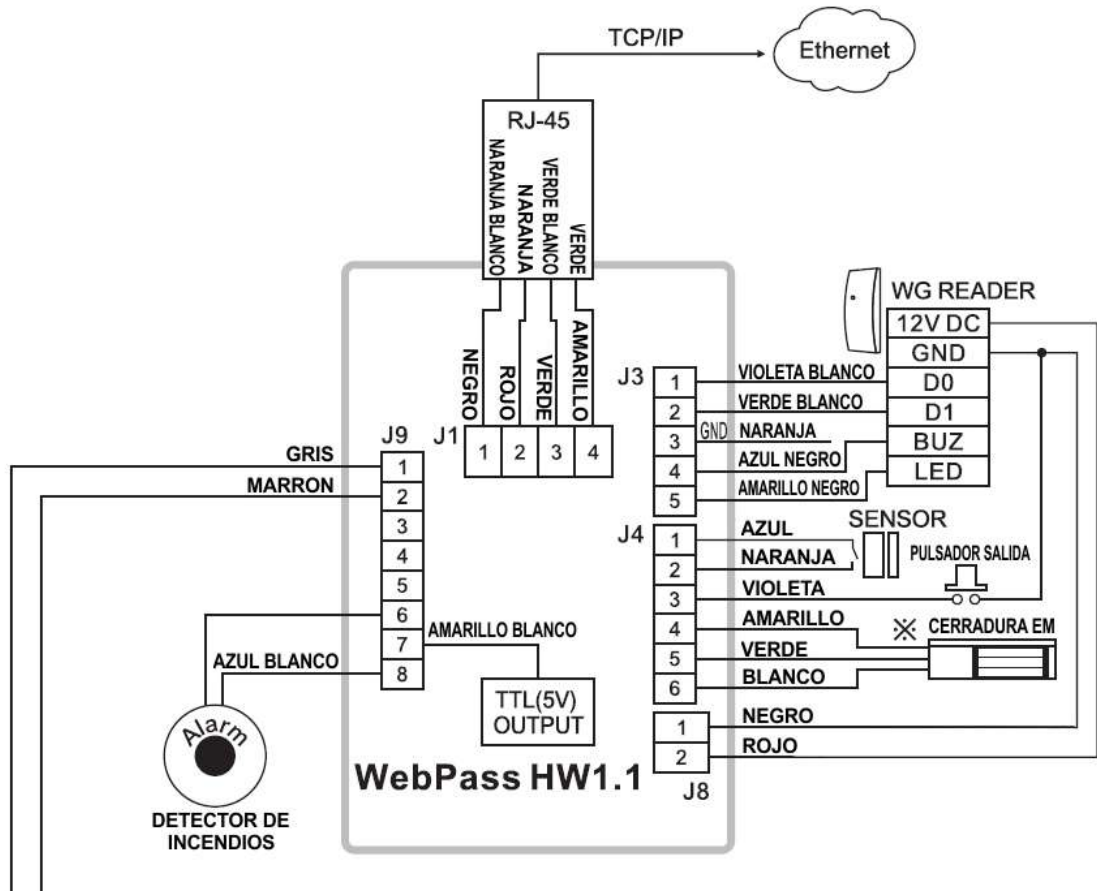 TCP/IP
Ethernet
RJ-45
NARANJA BLANCO
NARANJA
VERDE BLANCO
VERDE
NEGRO
ROJO
VERDE
AMARILLO
J1
1 2 3 4
WG READER
12V DC
GND
D0
D1
BUZ
LED
J3
1 VIOLETA BLANCO
2 VERDE BLANCO
3 GND NARANJA
4 AZUL NEGRO
5 AMARILLO NEGRO
J9
GRIS 1
MARRON 2
3
4
5
6
7 AMARILLO BLANCO
AZUL BLANCO 8
J4
1 AZUL
2 NARANJA
3 VIOLETA
4 AMARILLO
5 VERDE
6 BLANCO
SENSOR
PULSADOR SALIDA
※ CERRADURA EM
TTL(5V)
OUTPUT
1 NEGRO
2 ROJO
J8
WebPass HW1.1
Alarm
DETECTOR DE
INCENDIOS